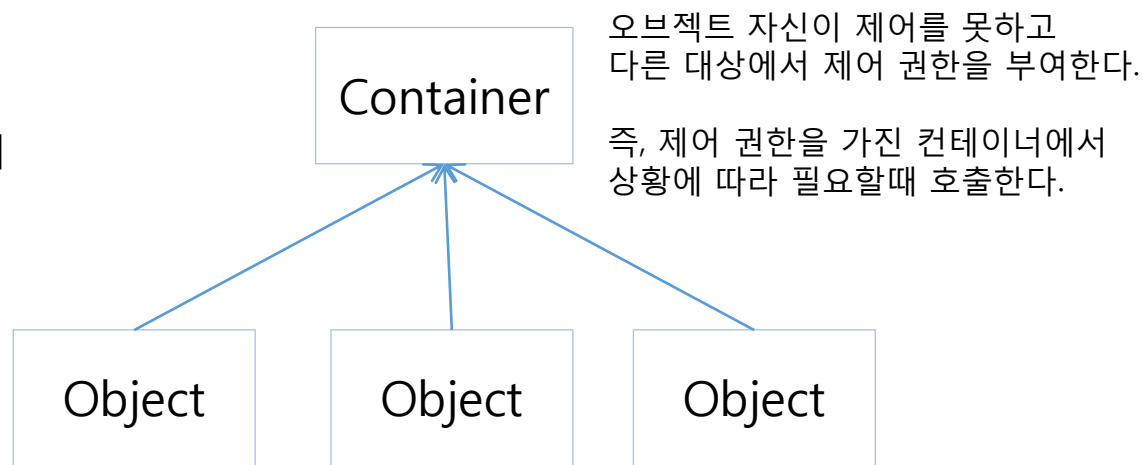 오브젝트 자신이 제어를 못하고
다른 대상에서 제어 권한을 부여한다.
Container
즉, 제어 권한을 가진 컨테이너에서
상황에 따라 필요할때 호출한다.
Object
Object
Object